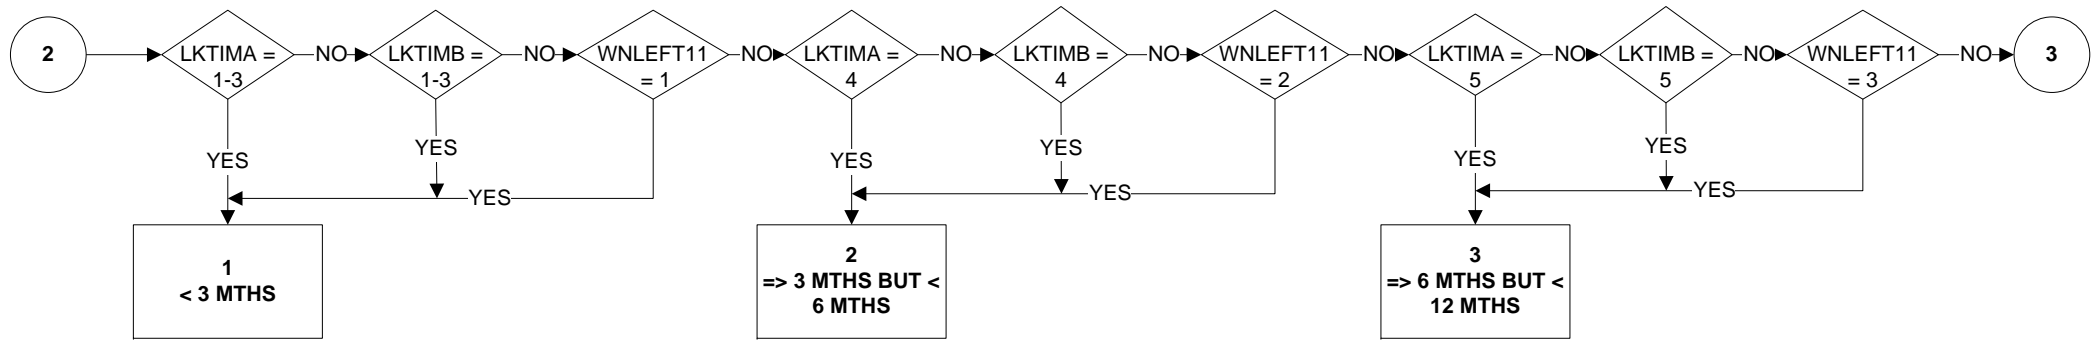 2
LKTIMA =
1-3
NO
LKTIMB =
1-3
NO
WNLEFT11
= 1
NO
LKTIMA =
4
NO
LKTIMB =
4
NO
WNLEFT11
= 2
NO
LKTIMA =
5
NO
LKTIMB =
5
NO
WNLEFT11
= 3
NO
3
YES
YES
YES
YES
YES
YES
YES
YES
YES
1
< 3 MTHS
2
=> 3 MTHS BUT <
6 MTHS
3
=> 6 MTHS BUT <
12 MTHS